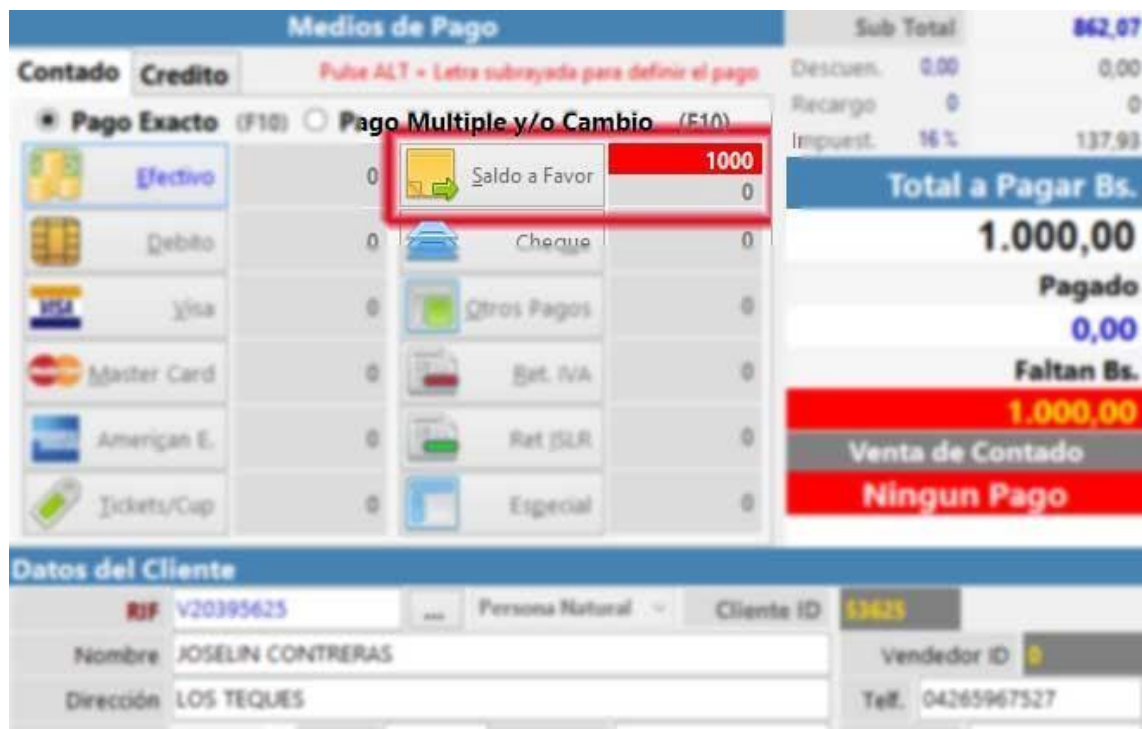 Medios de Pago
Contado Credito Pulse ALT + Letra subrayada para definir el pago
Pago Exacto (F10) Pago Multiple y/o Cambio (F10)
Efectivo 0 Saldo a Favor 1000
0
Debito 0 Cheque 0
Visa 0 Otros Pagos 0
Master Card 0 Ret. IVA 0
American E. 0 Ret ISLR 0
Tickets/Cup 0 Especial 0
Sub Total 862,07
Descuen. 0.00 0,00
Recargo 0 0
Impuest. 16 % 137,93
Total a Pagar Bs.
1.000,00
Pagado
0,00
Faltan Bs.
1.000,00
Venta de Contado
Ningun Pago
Datos del Cliente
RIF V20395625 ... Persona Natural Cliente ID 53625
Nombre JOSELIN CONTRERAS Vendedor ID 0
Dirección LOS TEQUES Telf. 04265967527